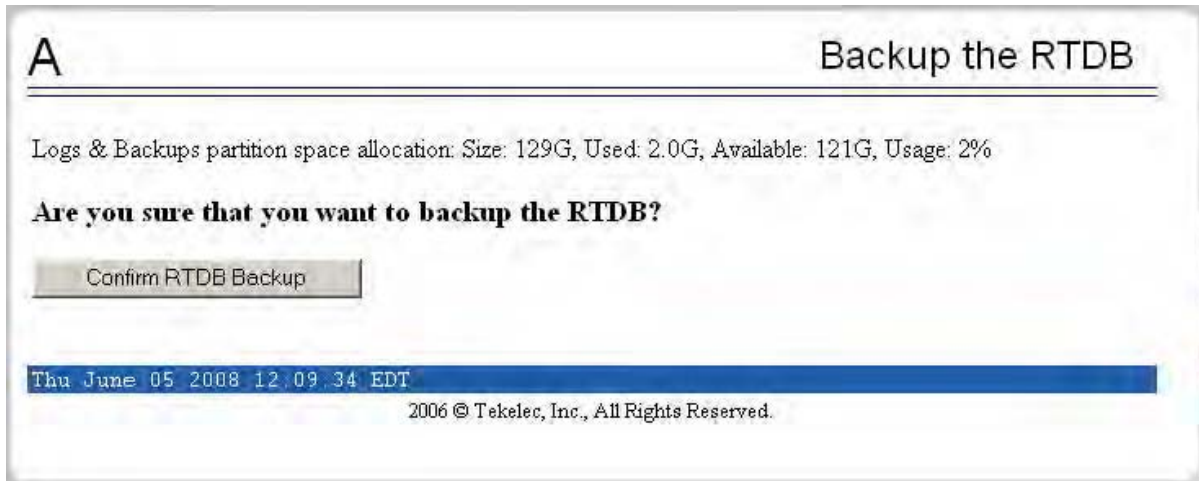 A
Backup the RTDB
Logs & Backups partition space allocation: Size: 129G, Used: 2.0G, Available: 121G, Usage: 2%
Are you sure that you want to backup the RTDB?
Confirm RTDB Backup
Thu June 05 2008 12:09:34 EDT
2006 © Tekelec, Inc., All Rights Reserved.